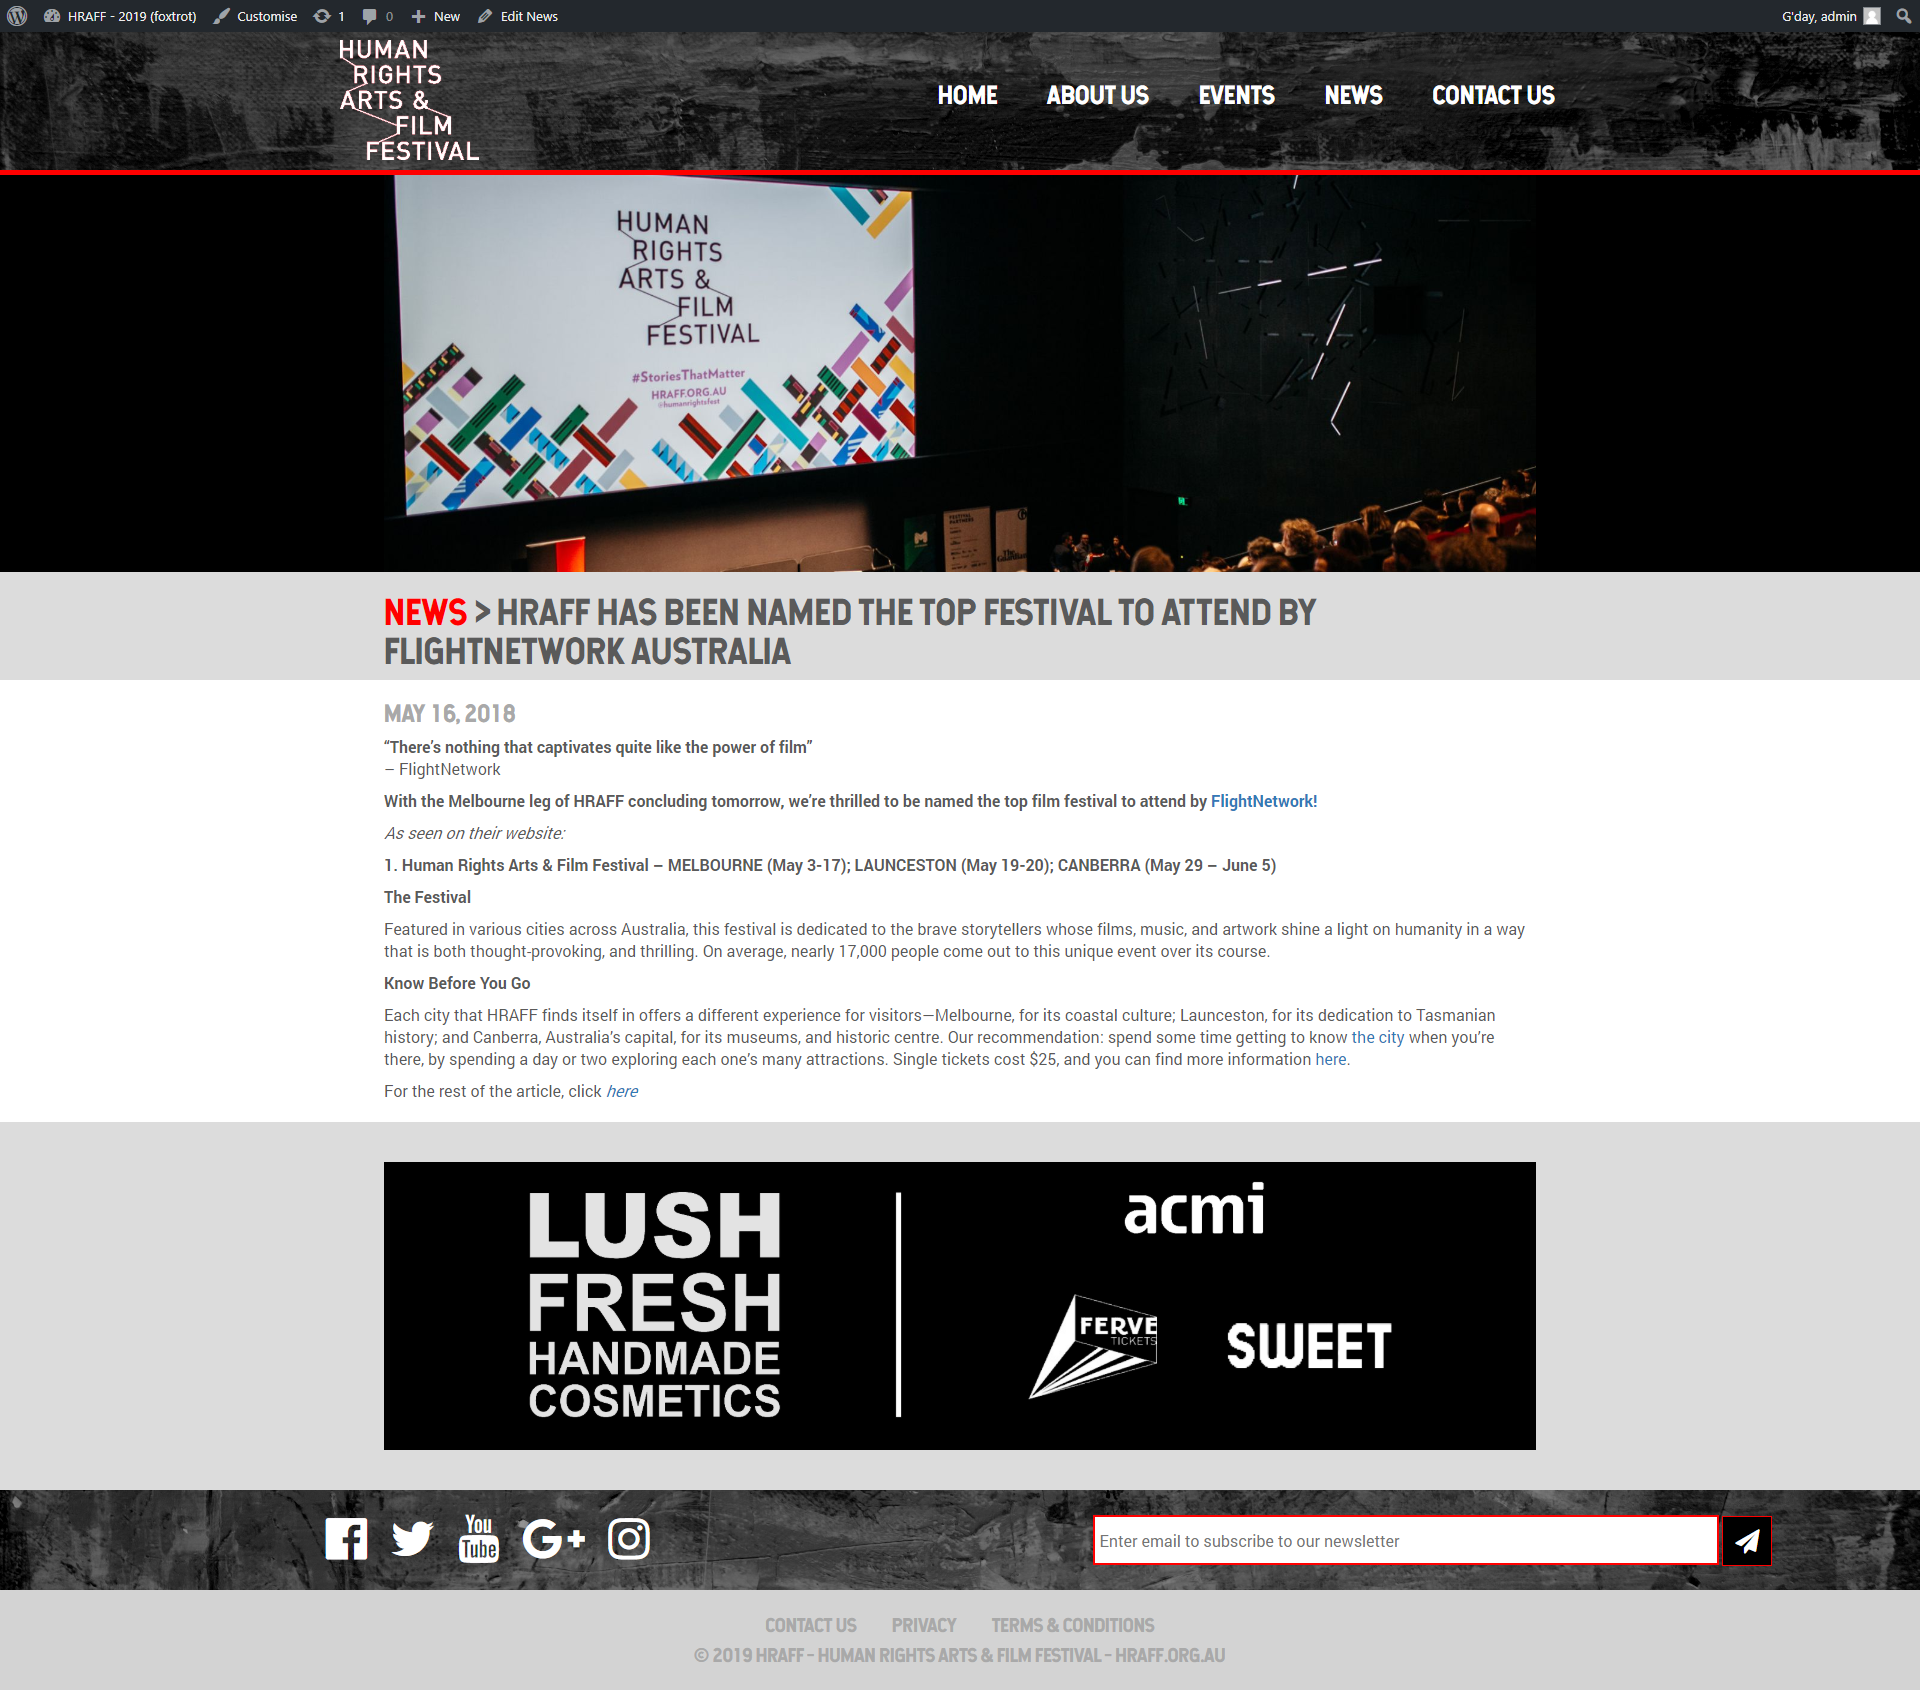 HRAFF - 2019 (foxtrot) Customise 1 0 New Edit News G'day, admin
HUMAN
RIGHTS
ARTS &
FILM
FESTIVAL
HOME ABOUT US EVENTS NEWS CONTACT US
HUMAN
RIGHTS
ARTS &
FILM
FESTIVAL
#StoriesThatMatter
HRAFF.ORG.AU
@humanrightsfest
FESTIVAL
PARTNERS
The
Guardian
NEWS > HRAFF HAS BEEN NAMED THE TOP FESTIVAL TO ATTEND BY
FLIGHTNETWORK AUSTRALIA
MAY 16, 2018
“There’s nothing that captivates quite like the power of film”
– FlightNetwork
With the Melbourne leg of HRAFF concluding tomorrow, we’re thrilled to be named the top film festival to attend by FlightNetwork!
As seen on their website:
1. Human Rights Arts & Film Festival – MELBOURNE (May 3-17); LAUNCESTON (May 19-20); CANBERRA (May 29 – June 5)
The Festival
Featured in various cities across Australia, this festival is dedicated to the brave storytellers whose films, music, and artwork shine a light on humanity in a way
that is both thought-provoking, and thrilling. On average, nearly 17,000 people come out to this unique event over its course.
Know Before You Go
Each city that HRAFF finds itself in offers a different experience for visitors—Melbourne, for its coastal culture; Launceston, for its dedication to Tasmanian
history; and Canberra, Australia’s capital, for its museums, and historic centre. Our recommendation: spend some time getting to know the city when you’re
there, by spending a day or two exploring each one’s many attractions. Single tickets cost $25, and you can find more information here.
For the rest of the article, click here
LUSH
FRESH
HANDMADE
COSMETICS
acmi
FERVE
TICKETS
SWEET
You
Tube
G+
Enter email to subscribe to our newsletter
CONTACT US PRIVACY TERMS & CONDITIONS
© 2019 HRAFF - HUMAN RIGHTS ARTS & FILM FESTIVAL - HRAFF.ORG.AU